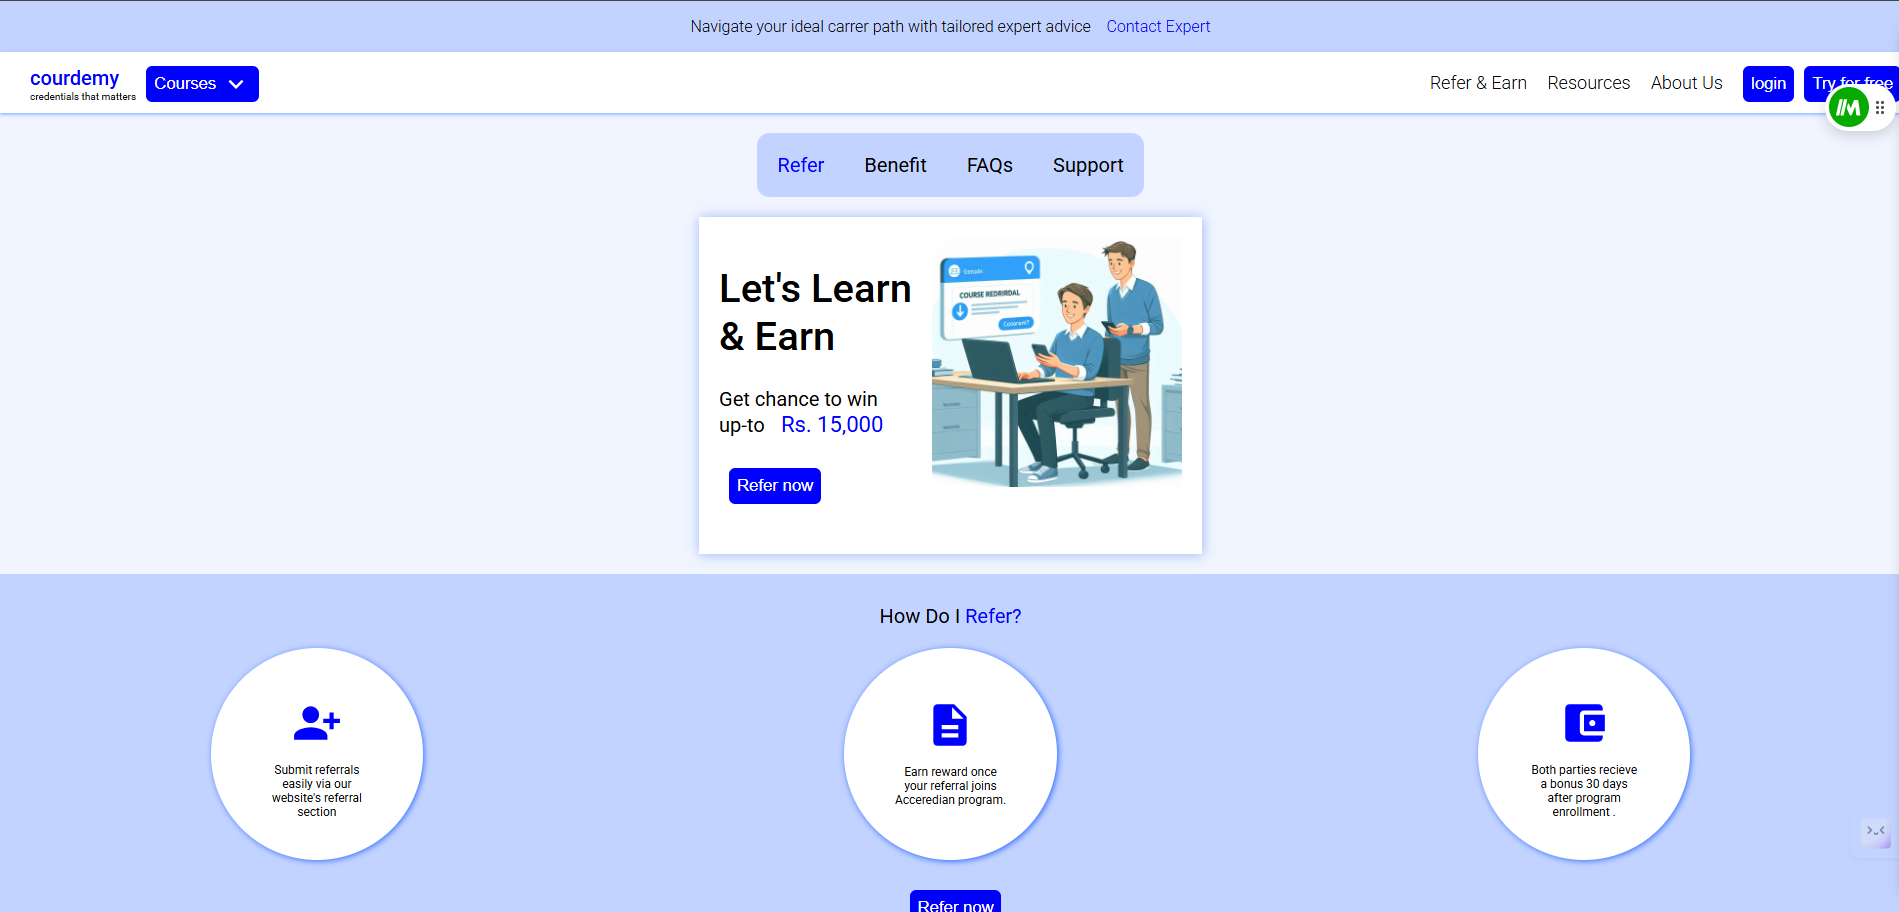 Navigate your ideal carrer path with tailored expert advice Contact Expert
courdemy
credentials that matters
Courses
Refer & Earn Resources About Us login Try for free
Refer Benefit FAQs Support
Let's Learn
& Earn
COURSE REDRIRDAL
Get chance to win
up-to Rs. 15,000
Refer now
How Do I Refer?
Submit referrals
easily via our
website's referral
section
Earn reward once
your referral joins
Acceredian program.
Both parties recieve
a bonus 30 days
after program
enrollment .
Refer now